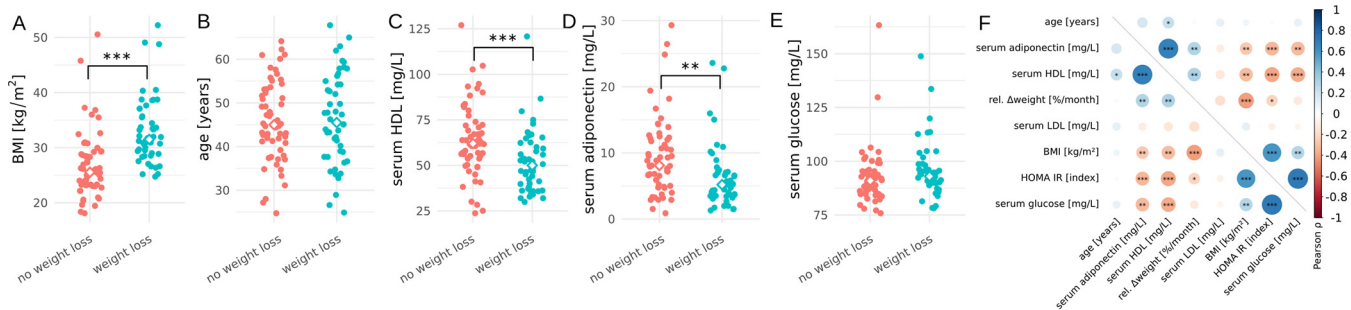 A
BMI [kg/m²]
50
40
30
20
***
no weight loss
weight loss
B
age [years]
60
50
40
30
no weight loss
weight loss
C
serum HDL [mg/L]
125
100
75
50
25
***
no weight loss
weight loss
D
serum adiponectin [mg/L]
30
20
10
0
**
no weight loss
weight loss
E
serum glucose [mg/L]
150
125
100
75
no weight loss
weight loss
F
age [years]
*
serum adiponectin [mg/L]
*** ** ** *** **
serum HDL [mg/L]
* *** ** ** *** ***
rel. Δweight [%/month]
** ** *** *
serum LDL [mg/L]
BMI [kg/m²]
** ** *** *** **
HOMA IR [index]
*** *** * *** ***
serum glucose [mg/L]
** *** ** ***
age [years]
serum adiponectin [mg/L]
serum HDL [mg/L]
rel. Δweight [%/month]
serum LDL [mg/L]
BMI [kg/m²]
HOMA IR [index]
serum glucose [mg/L]
1
0.8
0.6
0.4
0.2
0
-0.2
-0.4
-0.6
-0.8
-1
Pearson ρ